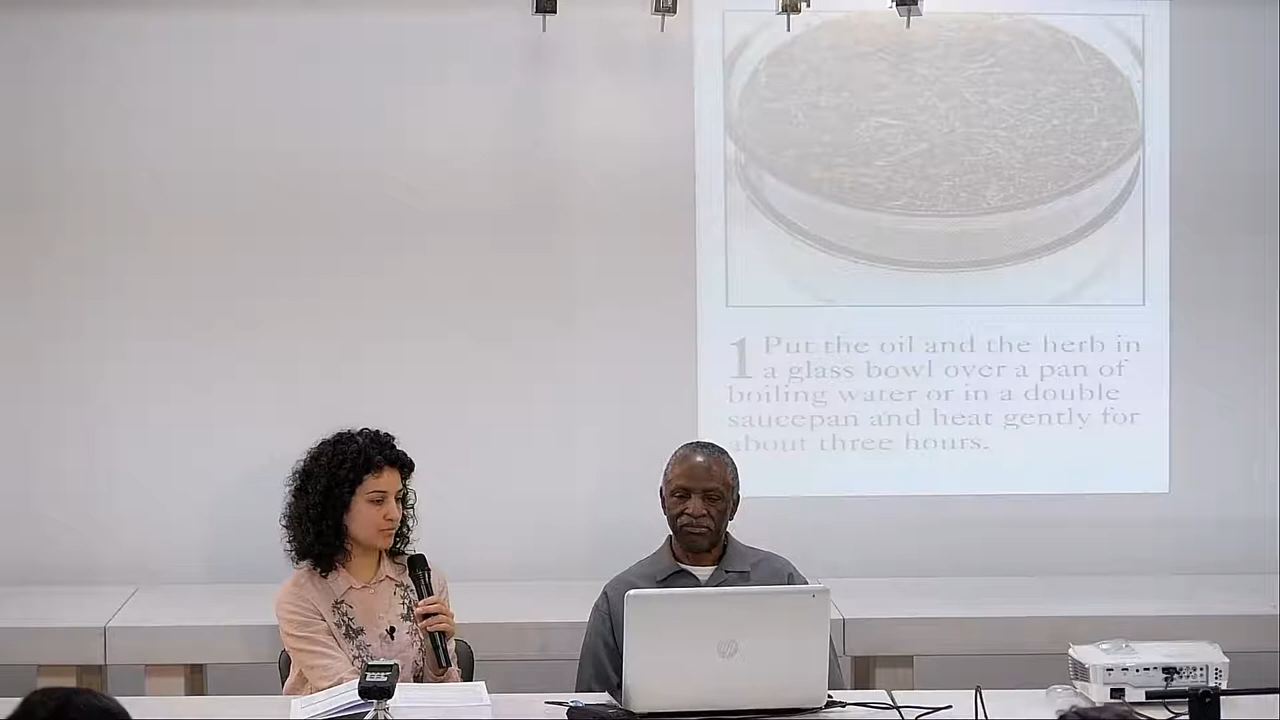 1 Put the oil and the herb in
a glass bowl over a pan of
boiling water or in a double
saucepan and heat gently for
about three hours.
hp